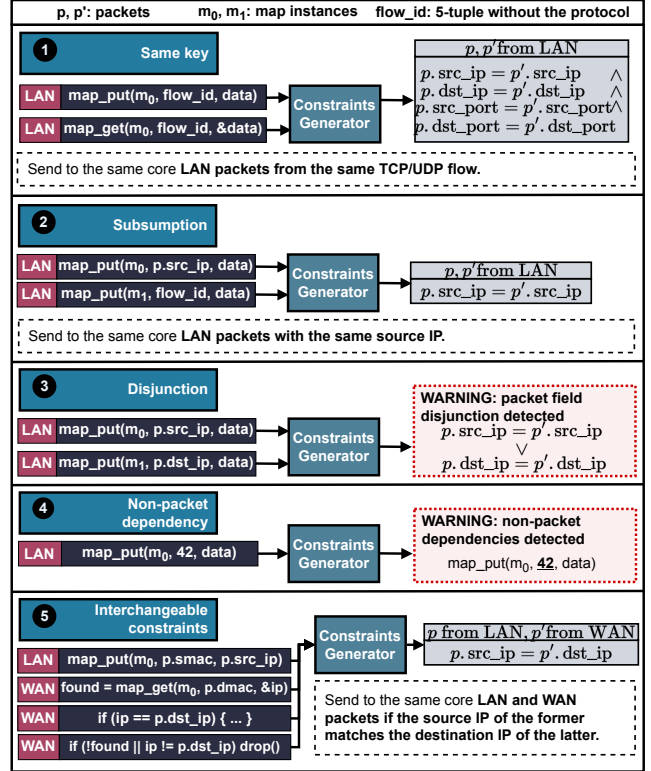 p, p': packets m₀, m₁: map instances flow_id: 5-tuple without the protocol
1 Same key
LAN map_put(m₀, flow_id, data)
LAN map_get(m₀, flow_id, &data)
Constraints
Generator
p, p′from LAN
p. src_ip = p′. src_ip ∧
p. dst_ip = p′. dst_ip ∧
p. src_port = p′. src_port∧
p. dst_port = p′. dst_port
Send to the same core LAN packets from the same TCP/UDP flow.
2 Subsumption
LAN map_put(m₀, p.src_ip, data)
LAN map_put(m₁, flow_id, data)
Constraints
Generator
p, p′from LAN
p. src_ip = p′. src_ip
Send to the same core LAN packets with the same source IP.
3 Disjunction
LAN map_put(m₀, p.src_ip, data)
LAN map_put(m₁, p.dst_ip, data)
Constraints
Generator
WARNING: packet field
disjunction detected
p. src_ip = p′. src_ip
∨
p. dst_ip = p′. dst_ip
4 Non-packet
dependency
LAN map_put(m₀, 42, data)
Constraints
Generator
WARNING: non-packet
dependencies detected
map_put(m₀, 42, data)
5 Interchangeable
constraints
LAN map_put(m₀, p.smac, p.src_ip)
WAN found = map_get(m₀, p.dmac, &ip)
WAN if (ip == p.dst_ip) { ... }
WAN if (!found || ip != p.dst_ip) drop()
Constraints
Generator
p from LAN, p′from WAN
p. src_ip = p′. dst_ip
Send to the same core LAN and WAN
packets if the source IP of the former
matches the destination IP of the latter.